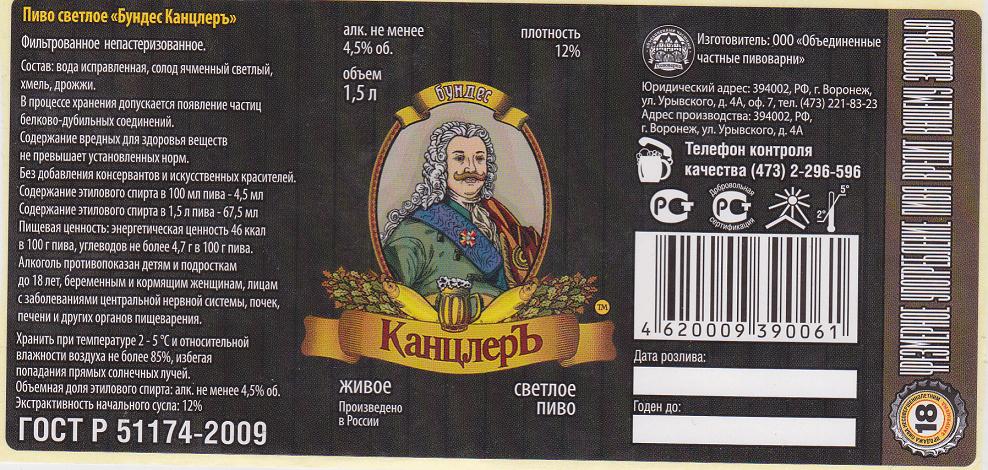 Пиво светлое «Бундес Канцлеръ»
Фильтрованное непастеризованное.
Состав: вода исправленная, солод ячменный светлый,
хмель, дрожжи.
В процессе хранения допускается появление частиц
белково-дубильных соединений.
Содержание вредных для здоровья веществ
не превышает установленных норм.
Без добавления консервантов и искусственных красителей.
Содержание этилового спирта в 100 мл пива - 4,5 мл
Содержание этилового спирта в 1,5 л пива - 67,5 мл
Пищевая ценность: энергетическая ценность 46 ккал
в 100 г пива, углеводов не более 4,7 г в 100 г пива.
Алкоголь противопоказан детям и подросткам
до 18 лет, беременным и кормящим женщинам, лицам
с заболеваниями центральной нервной системы, почек,
печени и других органов пищеварения.
Хранить при температуре 2 - 5 °С и относительной
влажности воздуха не более 85%, избегая
попадания прямых солнечных лучей.
Объемная доля этилового спирта: алк. не менее 4,5% об.
Экстрактивность начального сусла: 12%
ГОСТ Р 51174-2009
алк. не менее
4,5% об.
объем
1,5 л
плотность
12%
бундес
КанцлерЪ
TM
живое
Произведено
в России
светлое
пиво
Изготовитель: ООО «Объединенные
частные пивоварни»
Юридический адрес: 394002, РФ, г. Воронеж,
ул. Урывского, д. 4А, оф. 7, тел. (473) 221-83-23
Адрес производства: 394002, РФ,
г. Воронеж, ул. Урывского, д. 4А
Телефон контроля
качества (473) 2-296-596
РСТ
Добровольная
РСТ
сертификация
2°
5°
4 620009 390061
Дата розлива:
Годен до:
ЧРЕЗМЕРНОЕ УПОТРЕБЛЕНИЕ ПИВА ВРЕДИТ ВАШЕМУ ЗДОРОВЬЮ
18